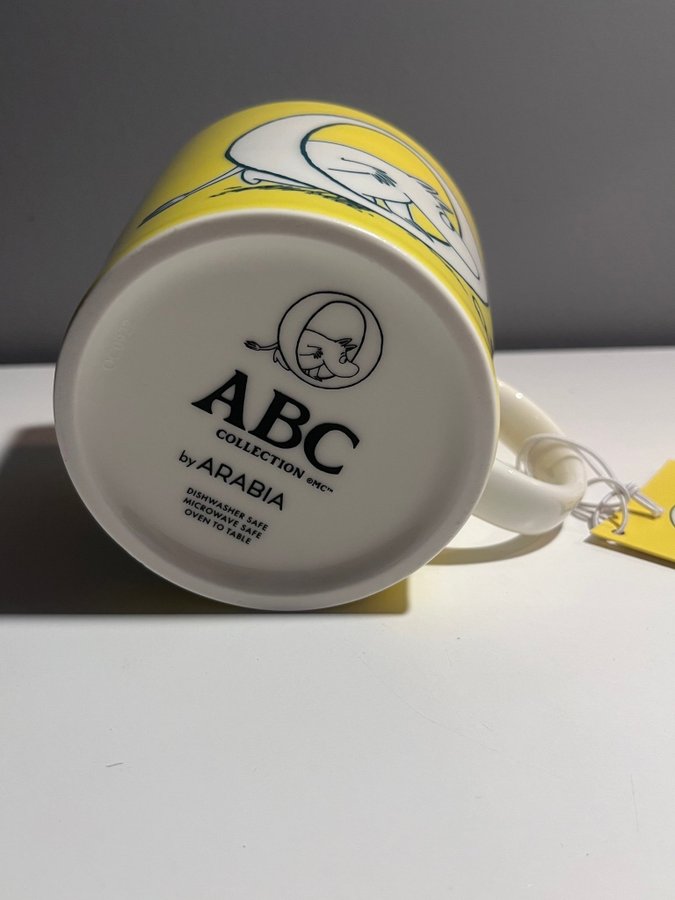 ABC
COLLECTION ©MC™
by ARABIA
DISHWASHER SAFE
MICROWAVE SAFE
OVEN TO TABLE